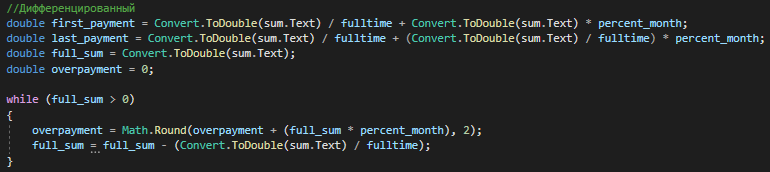 //Дифференцированный
double first_payment = Convert.ToDouble(sum.Text) / fulltime + Convert.ToDouble(sum.Text) * percent_month;
double last_payment = Convert.ToDouble(sum.Text) / fulltime + (Convert.ToDouble(sum.Text) / fulltime) * percent_month;
double full_sum = Convert.ToDouble(sum.Text);
double overpayment = 0;
while (full_sum > 0)
{
overpayment = Math.Round(overpayment + (full_sum * percent_month), 2);
full_sum = full_sum - (Convert.ToDouble(sum.Text) / fulltime);
}